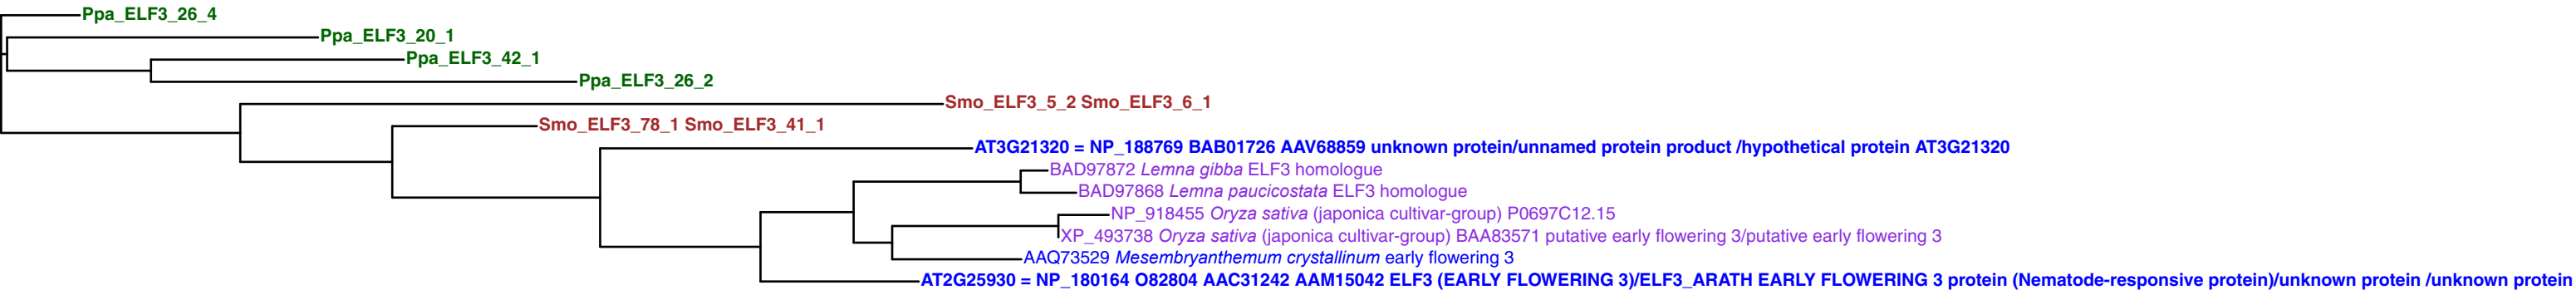 Ppa_ELF3_26_4
Ppa_ELF3_20_1
Ppa_ELF3_42_1
Ppa_ELF3_26_2
Smo_ELF3_5_2 Smo_ELF3_6_1
Smo_ELF3_78_1 Smo_ELF3_41_1
AT3G21320 = NP_188769 BAB01726 AAV68859 unknown protein/unnamed protein product /hypothetical protein AT3G21320
BAD97872 Lemna gibba ELF3 homologue
BAD97868 Lemna paucicostata ELF3 homologue
NP_918455 Oryza sativa (japonica cultivar-group) P0697C12.15
XP_493738 Oryza sativa (japonica cultivar-group) BAA83571 putative early flowering 3/putative early flowering 3
AAQ73529 Mesembryanthemum crystallinum early flowering 3
AT2G25930 = NP_180164 O82804 AAC31242 AAM15042 ELF3 (EARLY FLOWERING 3)/ELF3_ARATH EARLY FLOWERING 3 protein (Nematode-responsive protein)/unknown protein /unknown protein